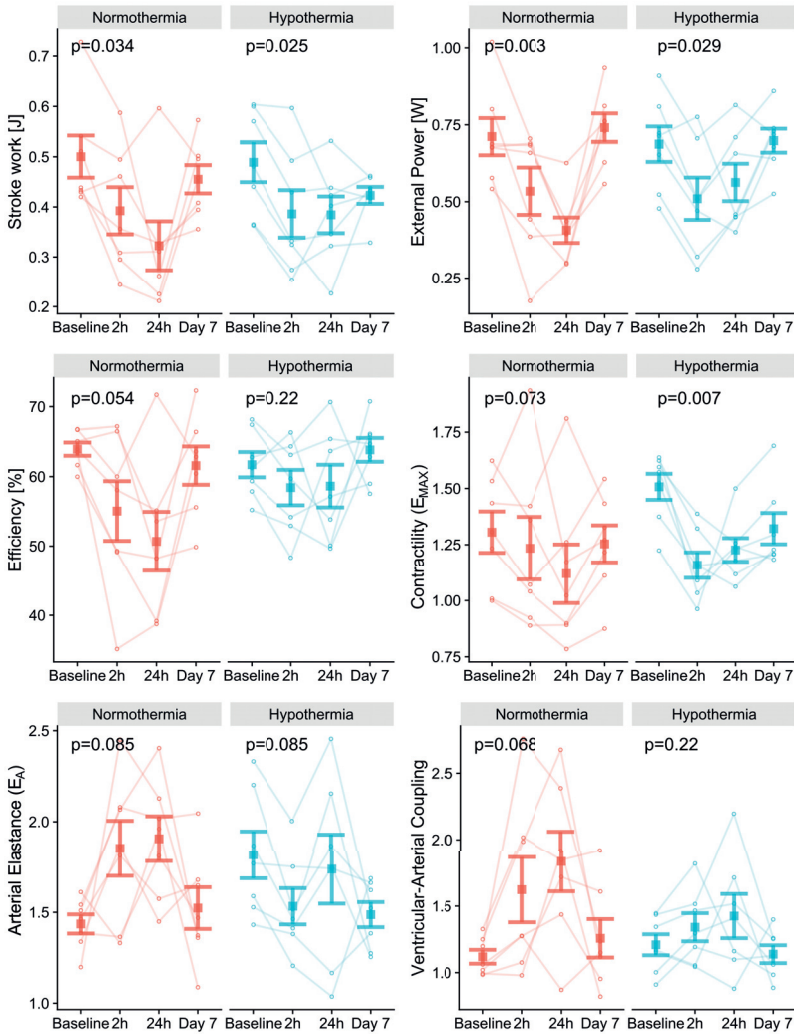 Normothermia Hypothermia
p=0.034 p=0.025
Stroke work [J]
0.7
0.6
0.5
0.4
0.3
0.2
Baseline 2h 24h Day 7 Baseline 2h 24h Day 7
Normothermia Hypothermia
p=0.003 p=0.029
External Power [W]
1.00
0.75
0.50
0.25
Baseline 2h 24h Day 7 Baseline 2h 24h Day 7
Normothermia Hypothermia
p=0.054 p=0.22
Efficiency [%]
70
60
50
40
Baseline 2h 24h Day 7 Baseline 2h 24h Day 7
Normothermia Hypothermia
p=0.073 p=0.007
Contractility (EMAX)
1.75
1.50
1.25
1.00
0.75
Baseline 2h 24h Day 7 Baseline 2h 24h Day 7
Normothermia Hypothermia
p=0.085 p=0.085
Arterial Elastance (EA)
2.5
2.0
1.5
1.0
Baseline 2h 24h Day 7 Baseline 2h 24h Day 7
Normothermia Hypothermia
p=0.068 p=0.22
Ventricular-Arterial Coupling
2.5
2.0
1.5
1.0
Baseline 2h 24h Day 7 Baseline 2h 24h Day 7